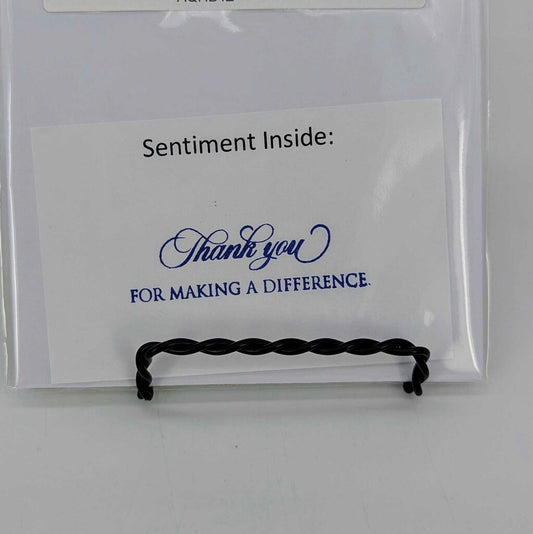 Sentiment Inside:
Thank you
FOR MAKING A DIFFERENCE.